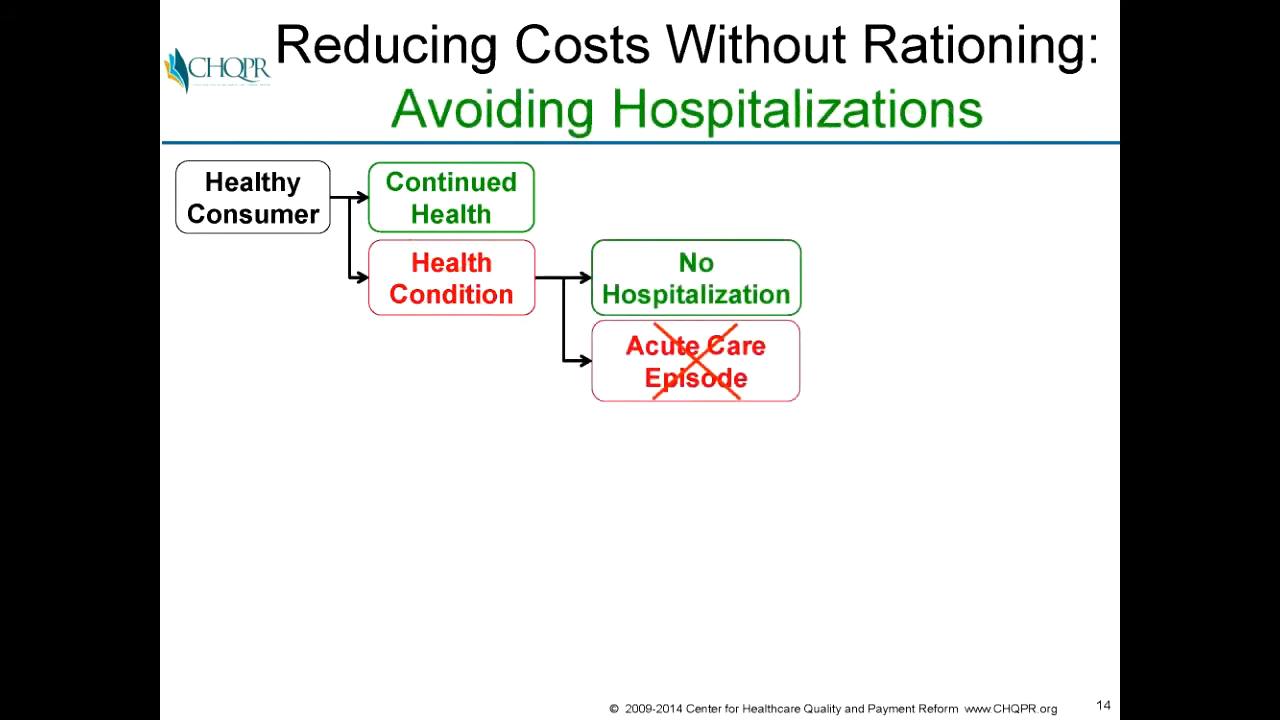 Reducing Costs Without Rationing:
CHQPR
Avoiding Hospitalizations
Healthy
Consumer
Continued
Health
Health
Condition
No
Hospitalization
Acute Care
Episode
© 2009-2014 Center for Healthcare Quality and Payment Reform www.CHQPR.org
14